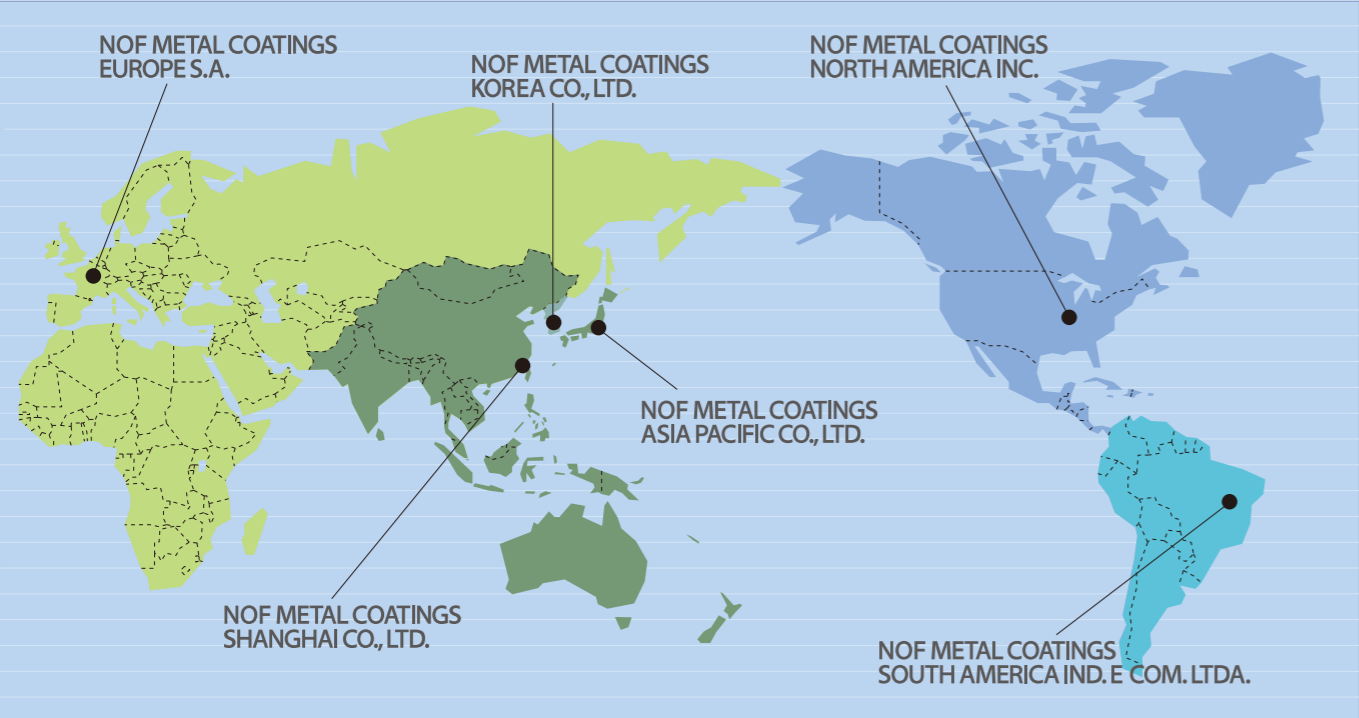 NOF METAL COATINGS
EUROPE S.A.
NOF METAL COATINGS
KOREA CO., LTD.
NOF METAL COATINGS
NORTH AMERICA INC.
NOF METAL COATINGS
ASIA PACIFIC CO., LTD.
NOF METAL COATINGS
SHANGHAI CO., LTD.
NOF METAL COATINGS
SOUTH AMERICA IND. E COM. LTDA.